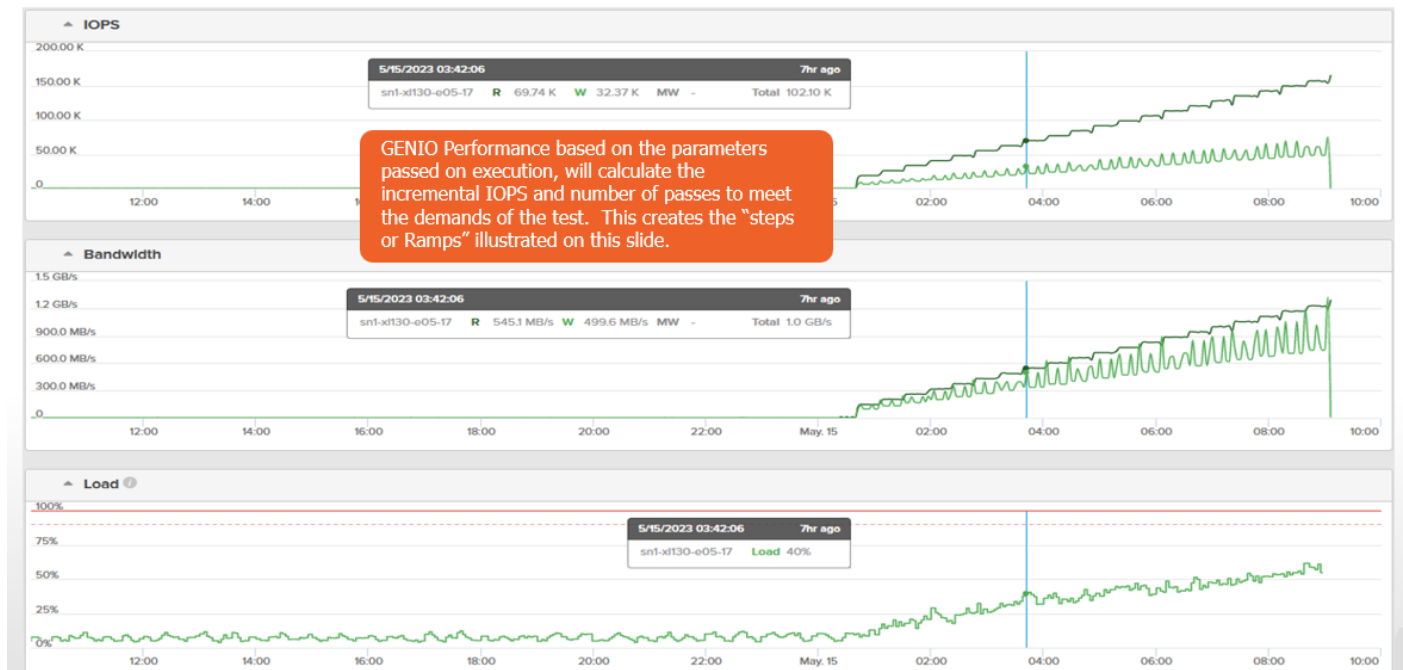 IOPS
200.00 K
150.00 K
100.00 K
50.00 K
0
5/15/2023 03:42:06 7hr ago
sn1-xl130-e05-17 R 69.74 K W 32.37 K MW - Total 102.10 K
GENIO Performance based on the parameters
passed on execution, will calculate the
incremental IOPS and number of passes to meet
the demands of the test. This creates the “steps
or Ramps” illustrated on this slide.
12:00 14:00 02:00 04:00 06:00 08:00 10:00
Bandwidth
1.5 GB/s
1.2 GB/s
900.0 MB/s
600.0 MB/s
300.0 MB/s
0
5/15/2023 03:42:06 7hr ago
sn1-xl130-e05-17 R 545.1 MB/s W 499.6 MB/s MW - Total 1.0 GB/s
12:00 14:00 16:00 18:00 20:00 22:00 May. 15 02:00 04:00 06:00 08:00 10:00
Load
100%
75%
50%
25%
0%
5/15/2023 03:42:06 7hr ago
sn1-xl130-e05-17 Load 40%
12:00 14:00 16:00 18:00 20:00 22:00 May. 15 02:00 04:00 06:00 08:00 10:00